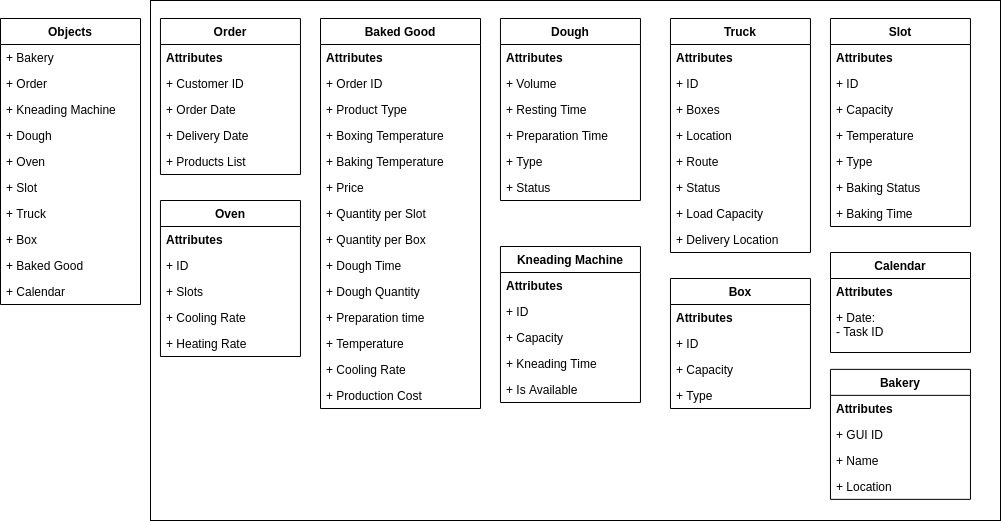 Objects
+ Bakery
+ Order
+ Kneading Machine
+ Dough
+ Oven
+ Slot
+ Truck
+ Box
+ Baked Good
+ Calendar
Order
Attributes
+ Customer ID
+ Order Date
+ Delivery Date
+ Products List
Oven
Attributes
+ ID
+ Slots
+ Cooling Rate
+ Heating Rate
Baked Good
Attributes
+ Order ID
+ Product Type
+ Boxing Temperature
+ Baking Temperature
+ Price
+ Quantity per Slot
+ Quantity per Box
+ Dough Time
+ Dough Quantity
+ Preparation time
+ Temperature
+ Cooling Rate
+ Production Cost
Dough
Attributes
+ Volume
+ Resting Time
+ Preparation Time
+ Type
+ Status
Kneading Machine
Attributes
+ ID
+ Capacity
+ Kneading Time
+ Is Available
Truck
Attributes
+ ID
+ Boxes
+ Location
+ Route
+ Status
+ Load Capacity
+ Delivery Location
Box
Attributes
+ ID
+ Capacity
+ Type
Slot
Attributes
+ ID
+ Capacity
+ Temperature
+ Type
+ Baking Status
+ Baking Time
Calendar
Attributes
+ Date:
- Task ID
Bakery
Attributes
+ GUI ID
+ Name
+ Location